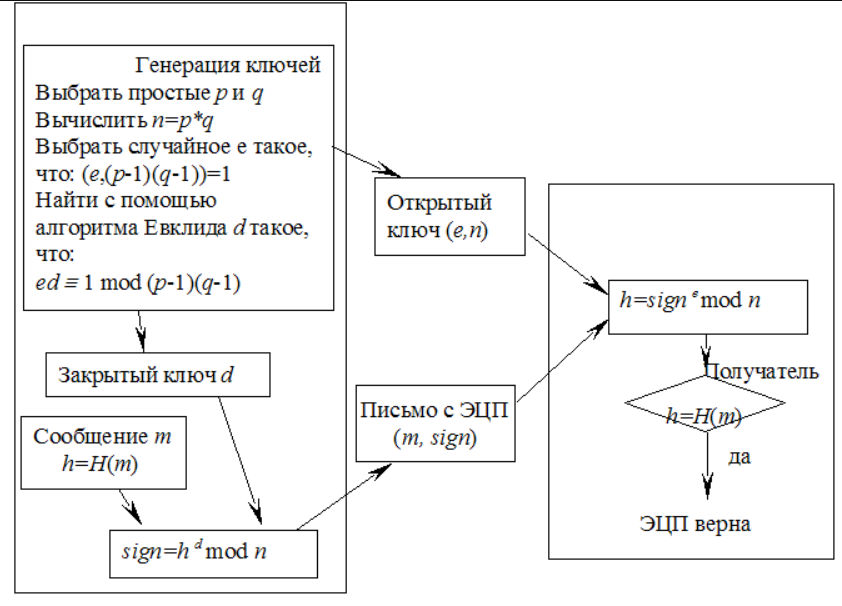 Генерация ключей
Выбрать простые p и q
Вычислить n=p*q
Выбрать случайное e такое,
что: (e,(p-1)(q-1))=1
Найти с помощью
алгоритма Евклида d такое,
что:
ed ≡ 1 mod (p-1)(q-1)
Закрытый ключ d
Сообщение m
h=H(m)
sign=h^d mod n
Открытый
ключ (e,n)
Письмо с ЭЦП
(m, sign)
h=sign^e mod n
Получатель
h=H(m)
да
ЭЦП верна